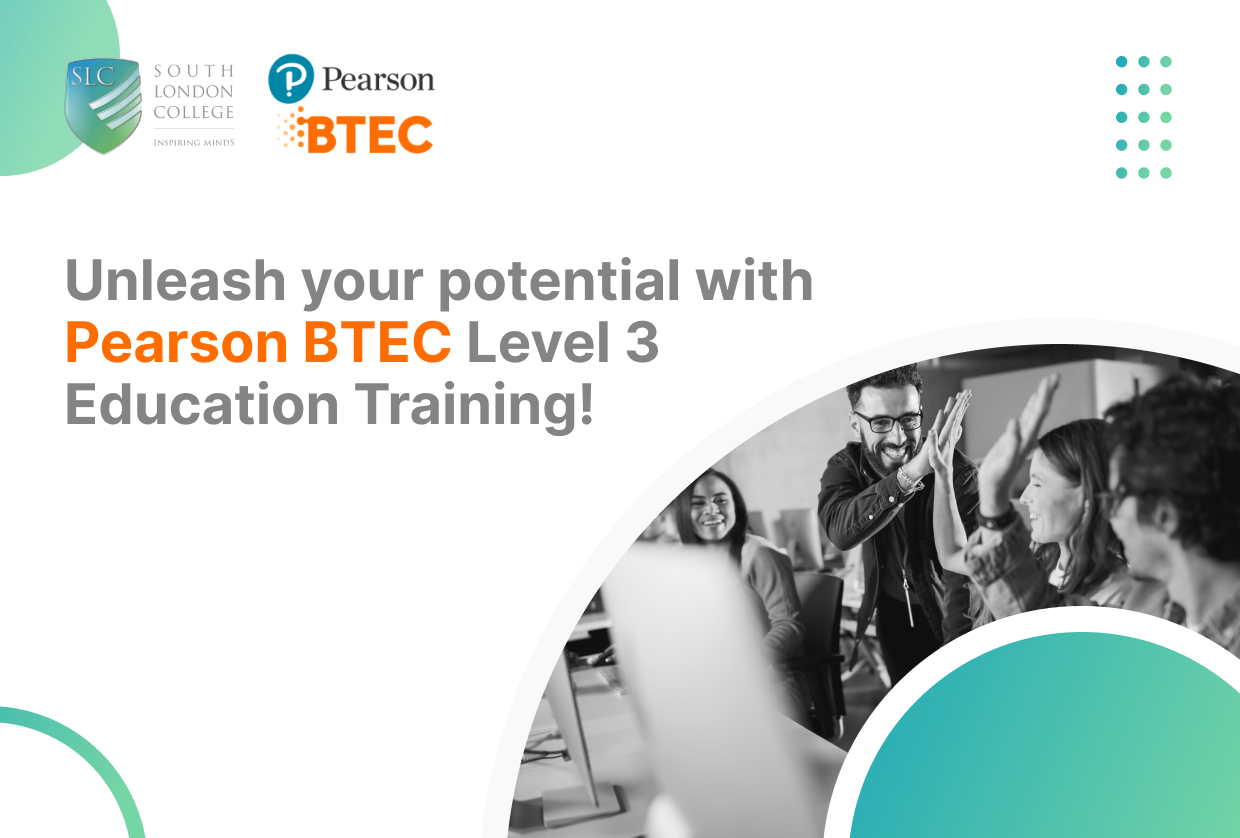 SLC
SOUTH
LONDON
COLLEGE
INSPIRING MINDS
Pearson
BTEC
Unleash your potential with
Pearson BTEC Level 3
Education Training!